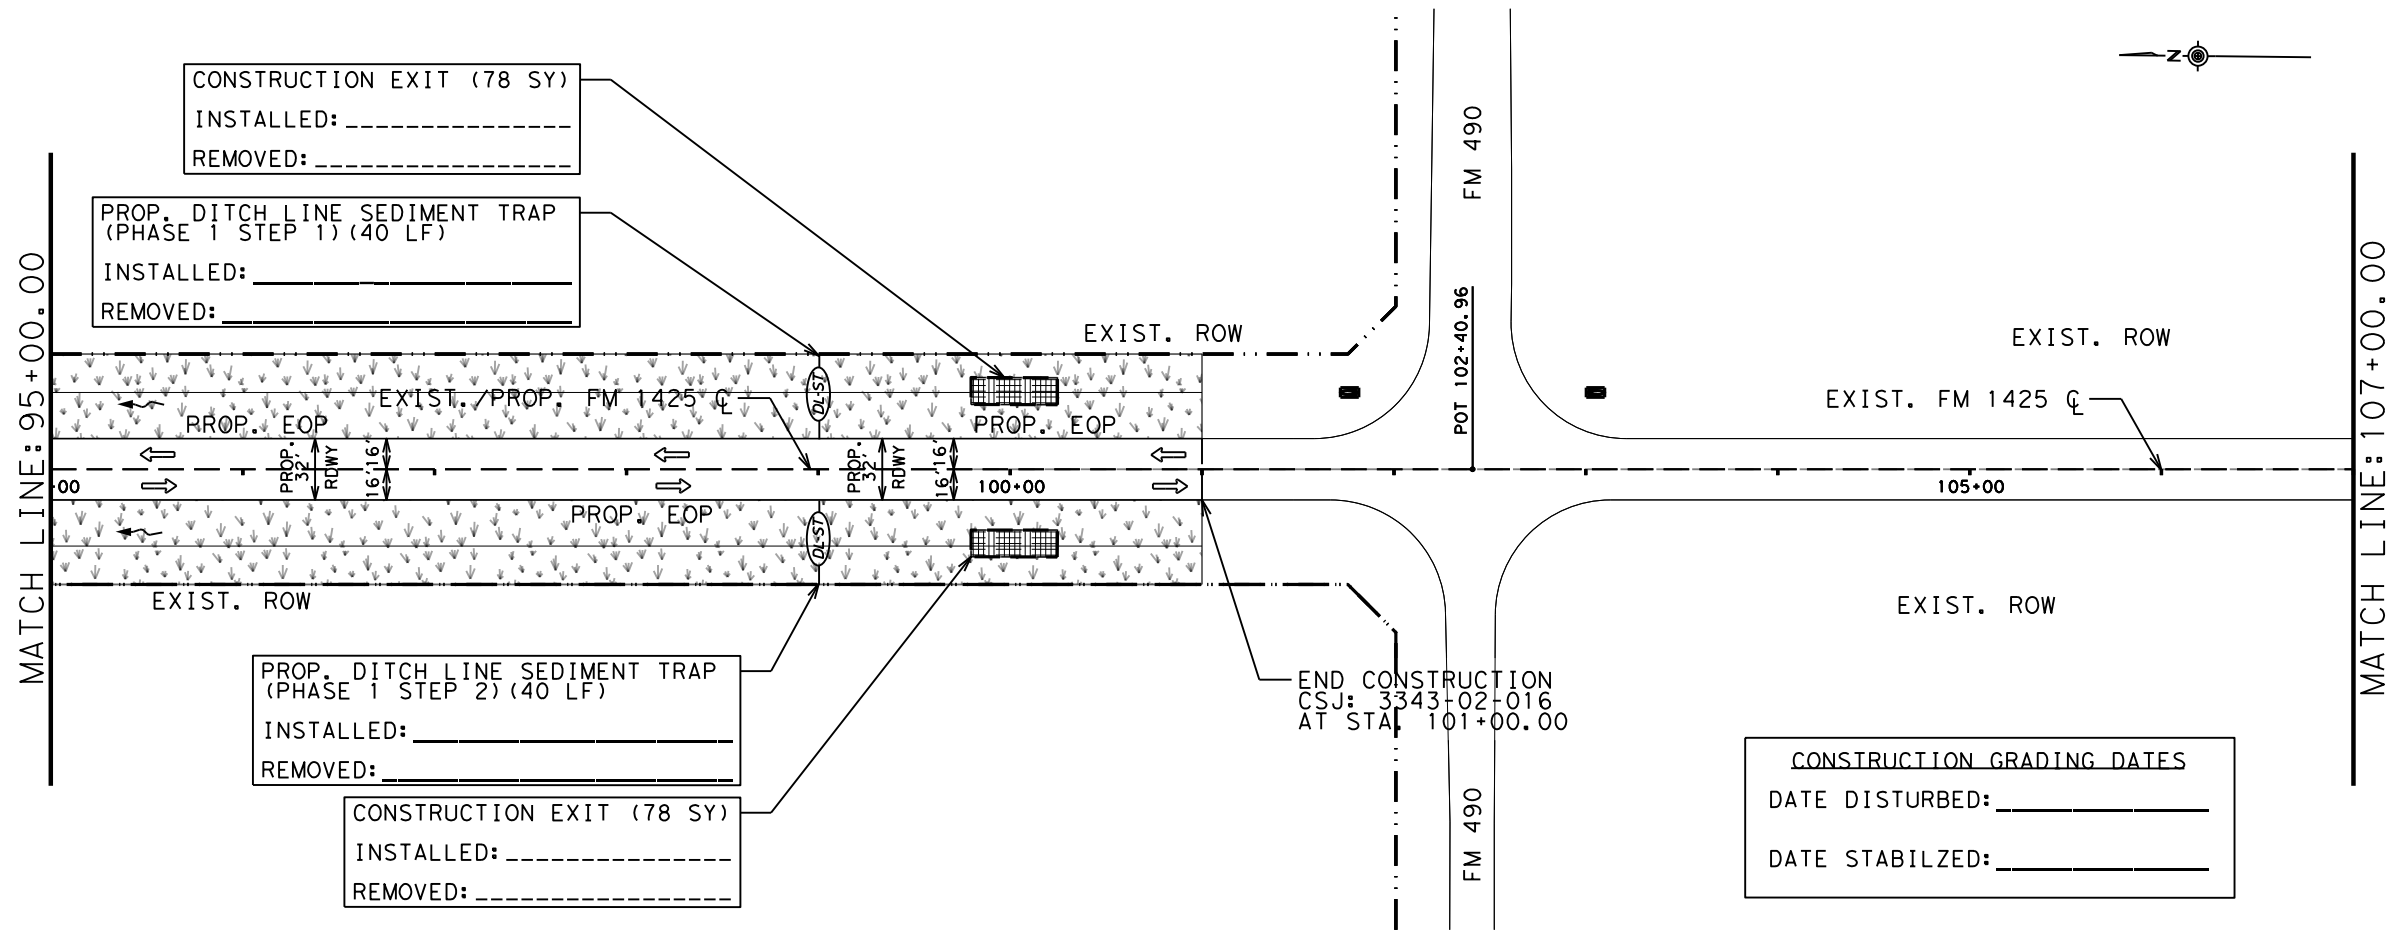 N
CONSTRUCTION EXIT (78 SY)
INSTALLED:
REMOVED:
PROP. DITCH LINE SEDIMENT TRAP
(PHASE 1 STEP 1)(40 LF)
INSTALLED:
REMOVED:
MATCH LINE: 95+00.00
FM 490
POT 102+40.96
EXIST. ROW
EXIST. ROW
EXIST./PROP. FM 1425 CL
DL-ST
EXIST. FM 1425 CL
PROP. EOP
PROP. EOP
PROP.
32'
RDWY
16'
16'
PROP.
32'
RDWY
16'
16'
+00
100+00
105+00
PROP. EOP
DL-ST
EXIST. ROW
EXIST. ROW
MATCH LINE: 107+00.00
PROP. DITCH LINE SEDIMENT TRAP
(PHASE 1 STEP 2)(40 LF)
INSTALLED:
REMOVED:
END CONSTRUCTION
CSJ: 3343-02-016
AT STA. 101+00.00
CONSTRUCTION EXIT (78 SY)
INSTALLED:
REMOVED:
FM 490
CONSTRUCTION GRADING DATES
DATE DISTURBED:
DATE STABILZED: